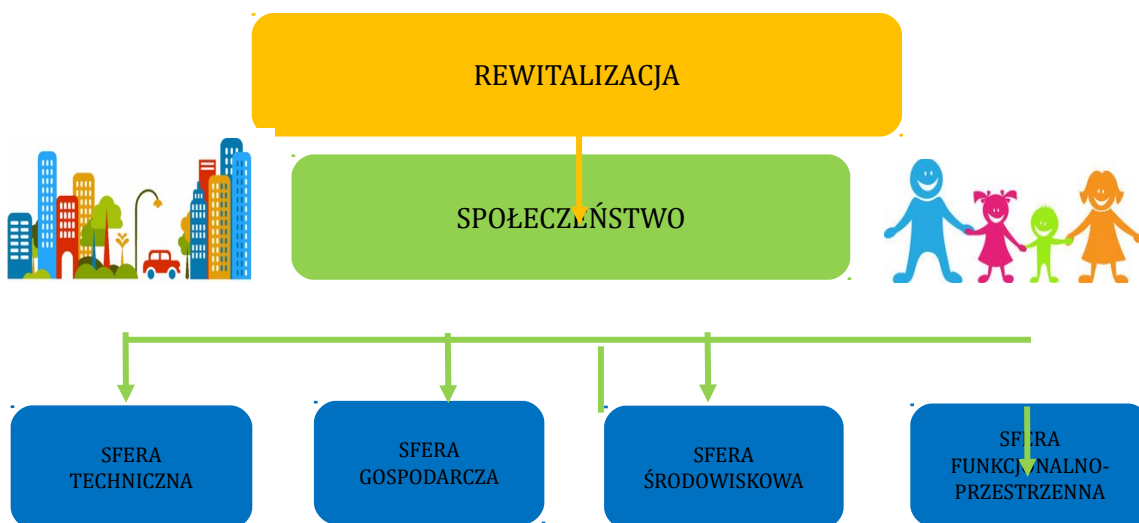 REWITALIZACJA
SPOŁECZEŃSTWO
SFERA
TECHNICZNA
SFERA
GOSPODARCZA
SFERA
ŚRODOWISKOWA
SFERA
FUNKCJONALNO-
PRZESTRZENNA